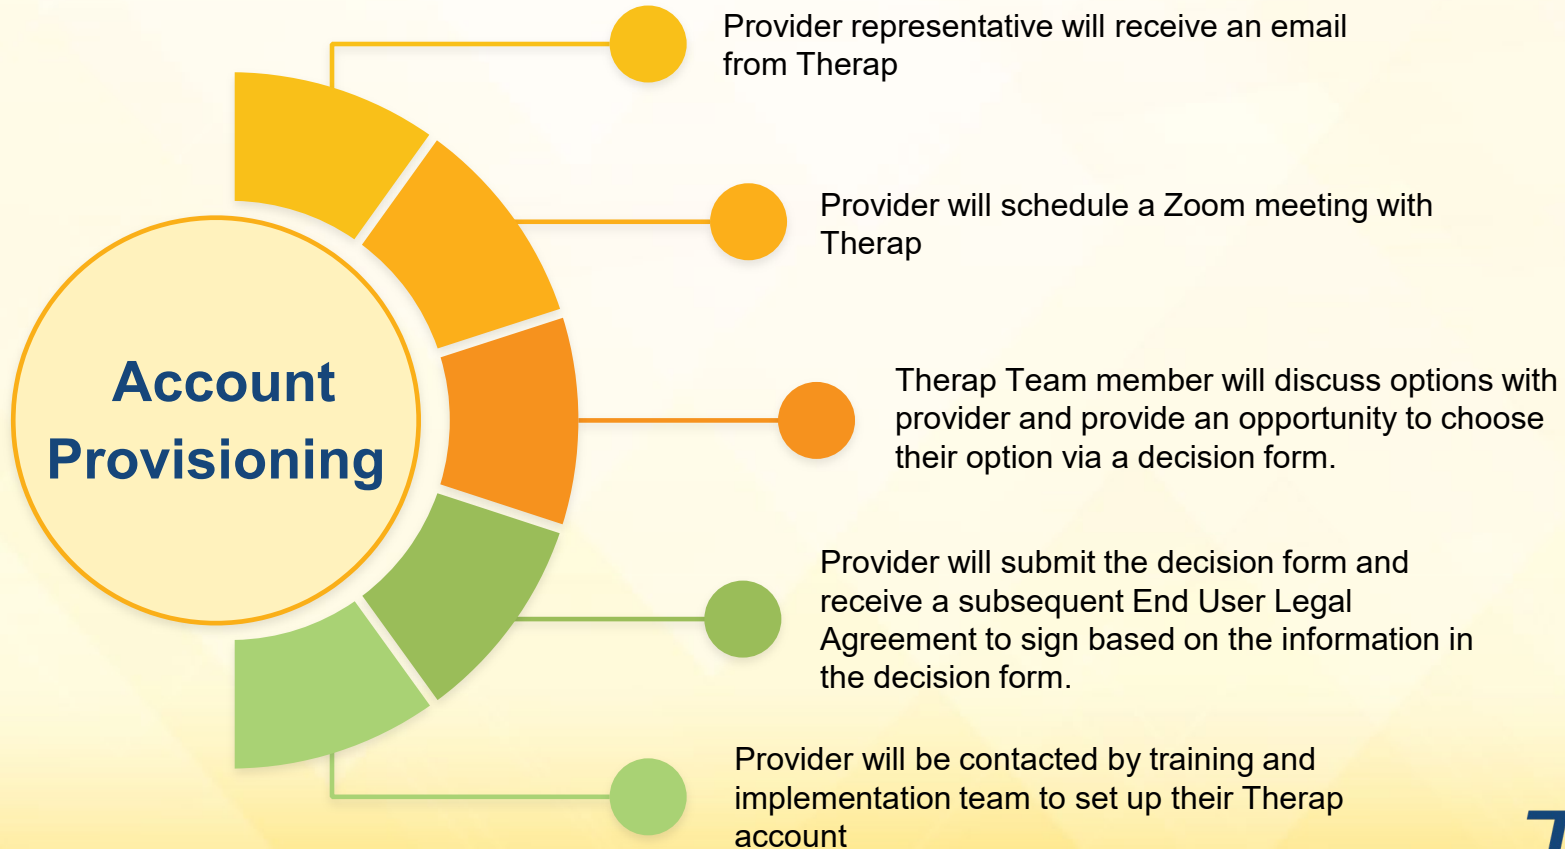 Provider representative will receive an email
from Therap
Provider will schedule a Zoom meeting with
Therap
Account
Provisioning
Therap Team member will discuss options with
provider and provide an opportunity to choose
their option via a decision form.
Provider will submit the decision form and
receive a subsequent End User Legal
Agreement to sign based on the information in
the decision form.
Provider will be contacted by training and
implementation team to set up their Therap
account